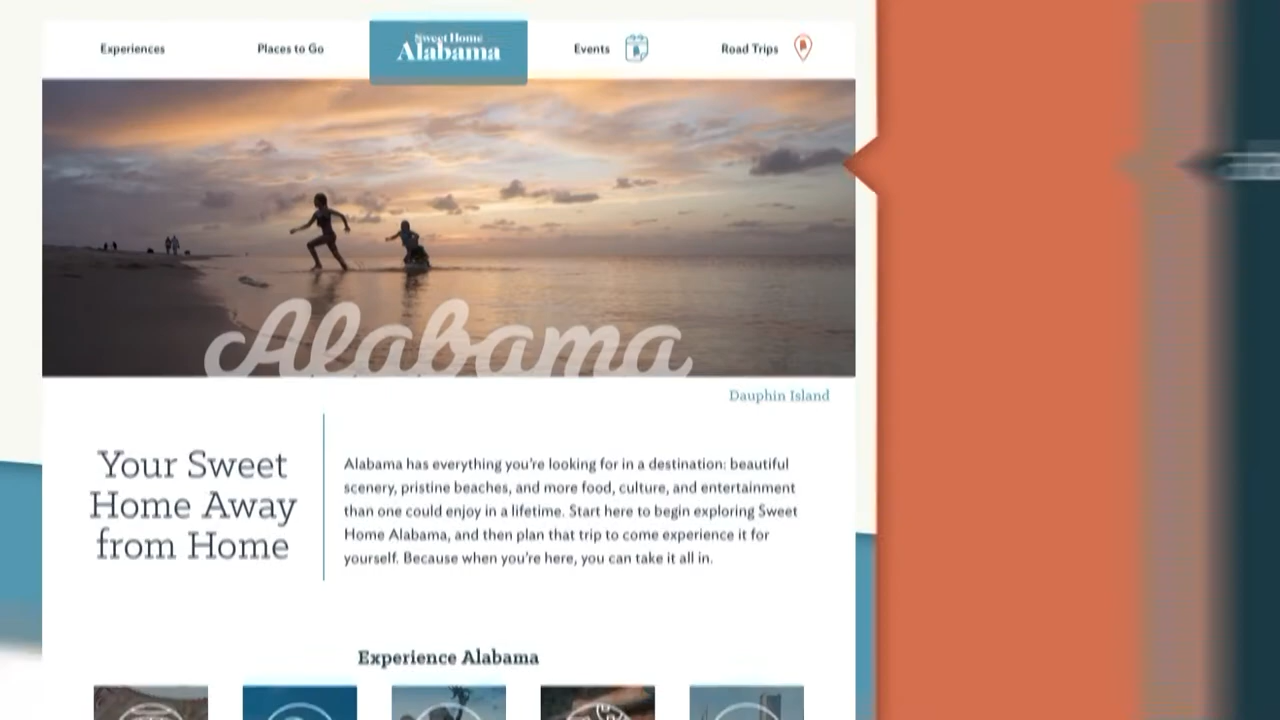 Experiences
Places to Go
Sweet Home
Alabama
Events
Road Trips
Alabama
Dauphin Island
Your Sweet
Home Away
from Home
Alabama has everything you're looking for in a destination: beautiful
scenery, pristine beaches, and more food, culture, and entertainment
than one could enjoy in a lifetime. Start here to begin exploring Sweet
Home Alabama, and then plan that trip to come experience it for
yourself. Because when you're here, you can take it all in.
Experience Alabama